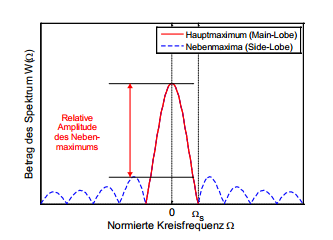 Hauptmaximum (Main-Lobe)
Nebenmaxima (Side-Lobe)
Relative
Amplitude
des Neben-
maximums
Betrag des Spektrum W(Ω)
0 Ωs
Normierte Kreisfrequenz Ω